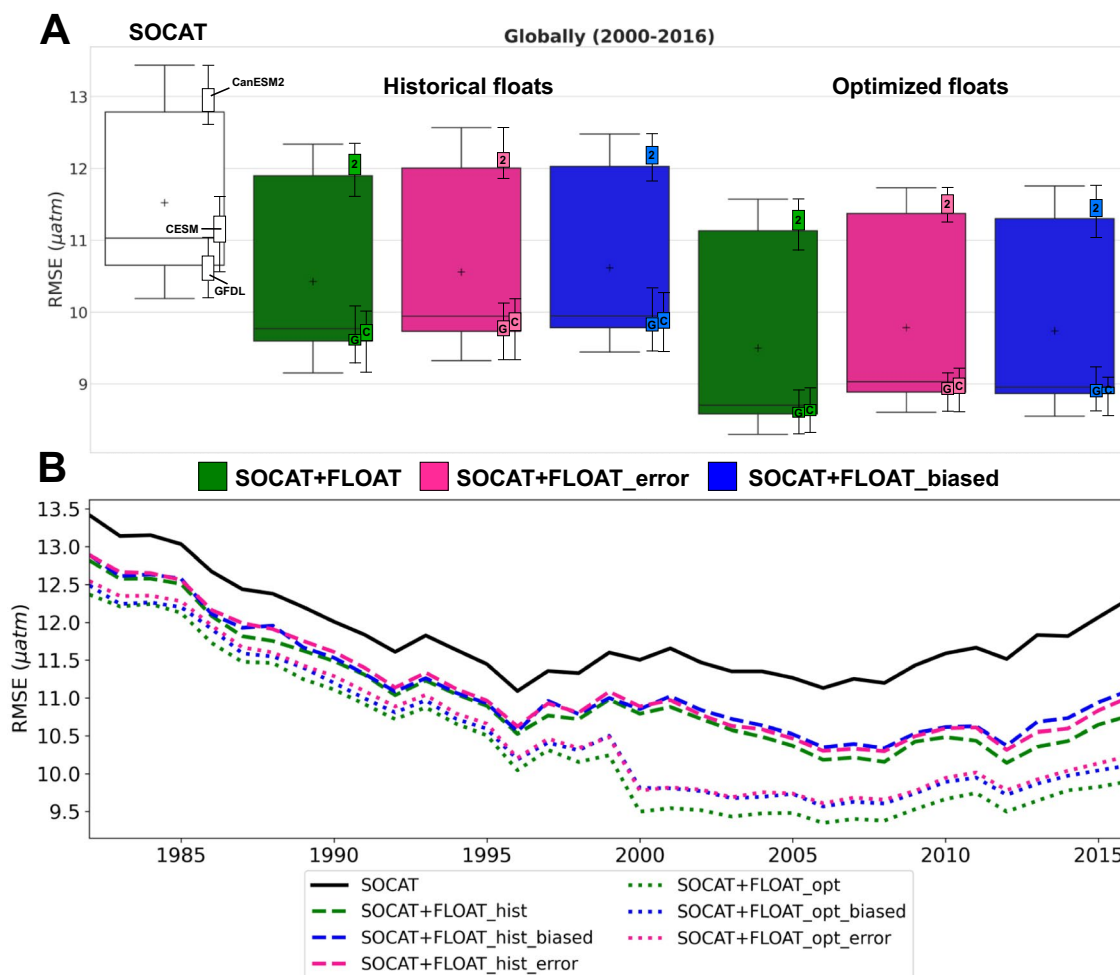 A
SOCAT
Globally (2000-2016)
CanESM2
Historical floats
Optimized floats
CESM
GFDL
2
G
C
2
G
C
2
G
C
2
G
C
2
G
C
2
G
C
RMSE (μatm)
13
12
11
10
9
B
SOCAT+FLOAT
SOCAT+FLOAT_error
SOCAT+FLOAT_biased
RMSE (μatm)
13.5
13.0
12.5
12.0
11.5
11.0
10.5
10.0
9.5
1985
1990
1995
2000
2005
2010
2015
SOCAT
SOCAT+FLOAT_hist
SOCAT+FLOAT_hist_biased
SOCAT+FLOAT_hist_error
SOCAT+FLOAT_opt
SOCAT+FLOAT_opt_biased
SOCAT+FLOAT_opt_error